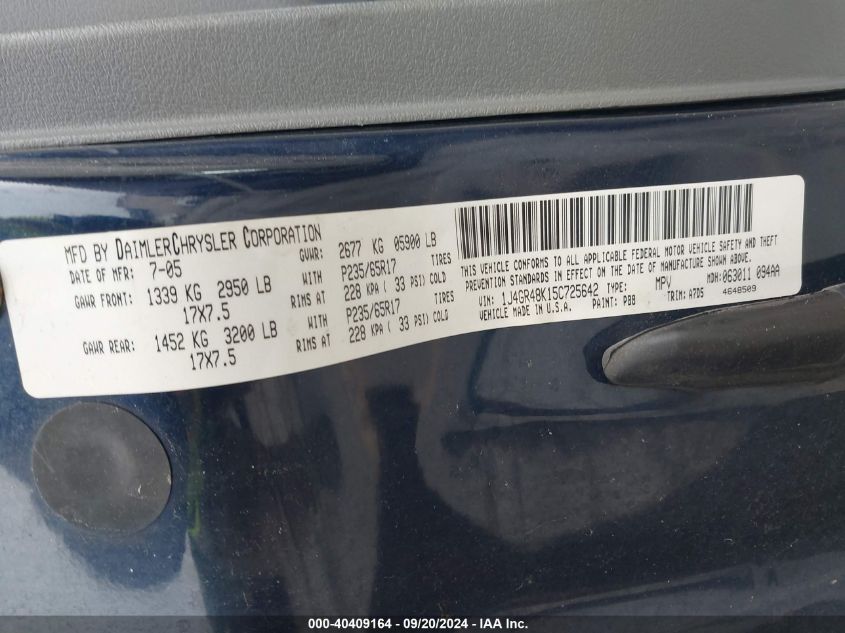 MFD BY DAIMLERCHRYSLER CORPORATION
DATE OF MFR: 7-05 GVWR: 2677 KG 05900 LB
GAWR FRONT: 1339 KG 2950 LB WITH P235/65R17 TIRES
17X7.5 RIMS AT 228 KPA ( 33 PSI) COLD
GAWR REAR: 1452 KG 3200 LB WITH P235/65R17 TIRES
17X7.5 RIMS AT 228 KPA ( 33 PSI) COLD
THIS VEHICLE CONFORMS TO ALL APPLICABLE FEDERAL MOTOR VEHICLE SAFETY AND THEFT
PREVENTION STANDARDS IN EFFECT ON THE DATE OF MANUFACTURE SHOWN ABOVE.
VIN: 1J4GR48K15C725642 TYPE: MPV MDH: 063011 094AA
VEHICLE MADE IN U.S.A. PAINT: PBB TRIM: A7D5 4648509
000-40409164 - 09/20/2024 - IAA Inc.